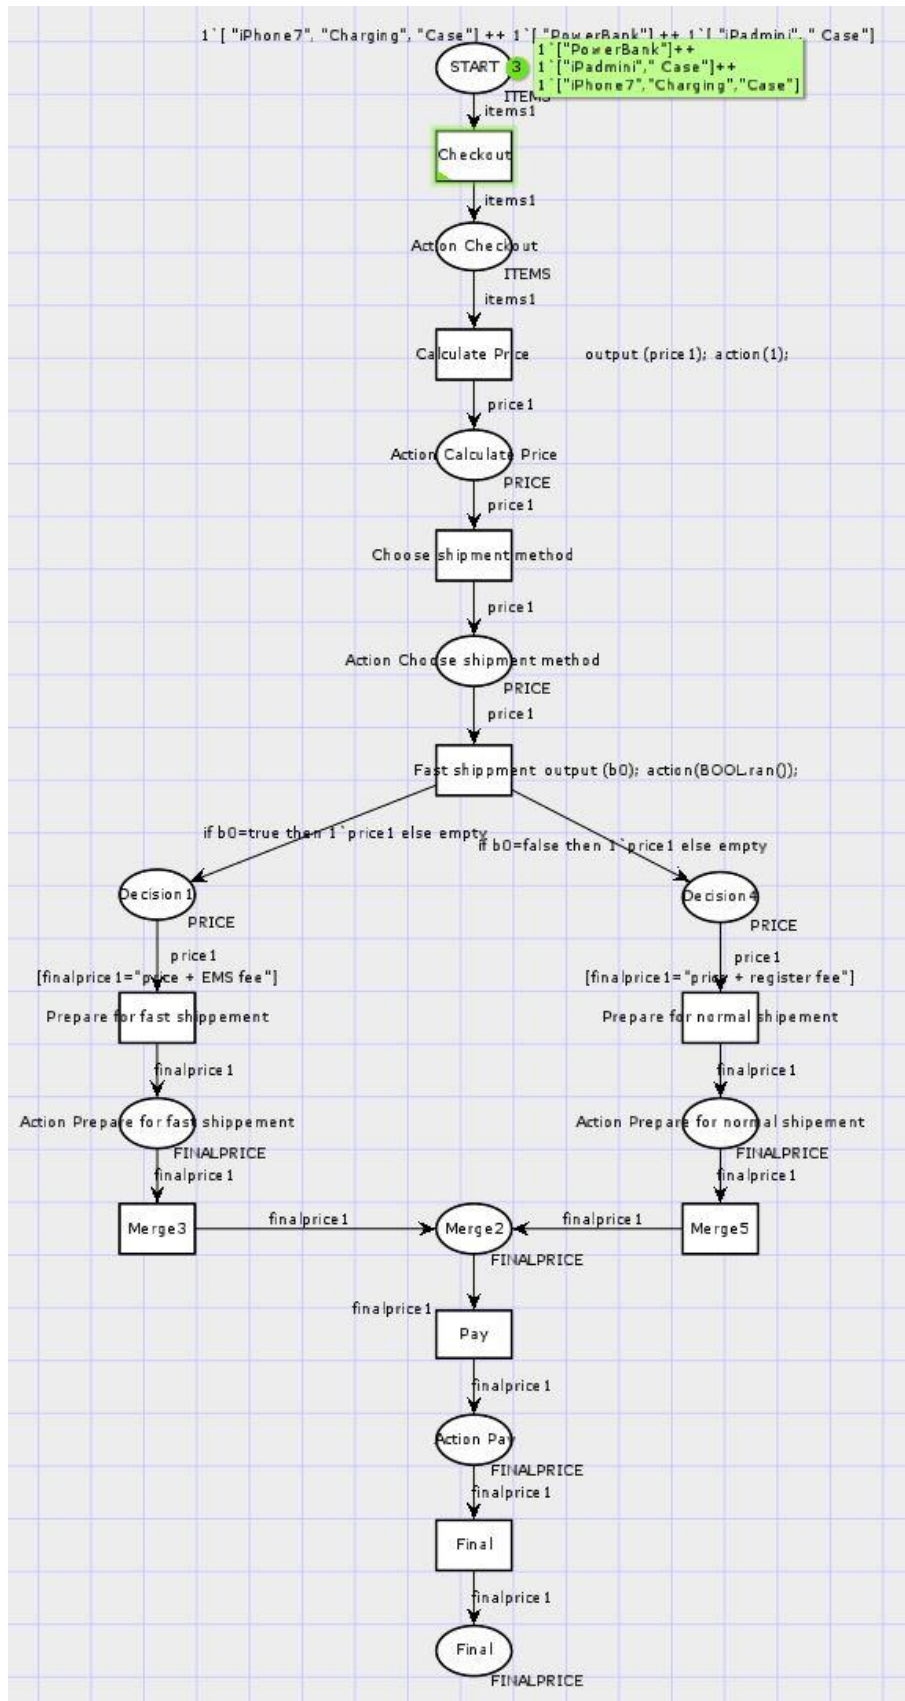 1`[ "iPhone7", "Charging", "Case"] ++ 1`[ "PowerBank"] ++ 1`[ "iPadmini", " Case"]
1`["PowerBank"]++
1`["iPadmini"," Case"]++
1`["iPhone7","Charging","Case"]
START
3
ITEMS
items1
Checkout
items1
Action Checkout
ITEMS
items1
Calculate Price
output (price1); action(1);
price1
Action Calculate Price
PRICE
price1
Choose shipment method
price1
Action Choose shipment method
PRICE
price1
Fast shippment output (b0); action(BOOL.ran());
if b0=true then 1`price1 else empty
if b0=false then 1`price1 else empty
Decision1
Decision4
PRICE
PRICE
price1
price1
[finalprice1="price + EMS fee"]
[finalprice1="price + register fee"]
Prepare for fast shippement
Prepare for normal shipement
finalprice1
finalprice1
Action Prepare for fast shippement
Action Prepare for normal shipement
FINALPRICE
FINALPRICE
finalprice1
finalprice1
Merge3
finalprice1
Merge2
finalprice1
Merge5
FINALPRICE
finalprice1
Pay
finalprice1
Action Pay
FINALPRICE
finalprice1
Final
finalprice1
Final
FINALPRICE